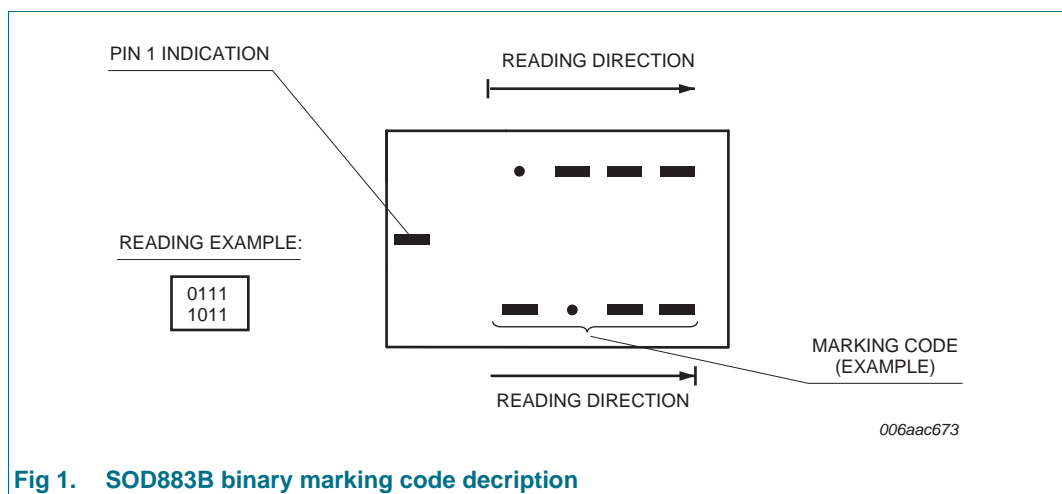 PIN 1 INDICATION
READING DIRECTION
READING EXAMPLE:
0111
1011
MARKING CODE
(EXAMPLE)
READING DIRECTION
006aac673
Fig 1. SOD883B binary marking code decription